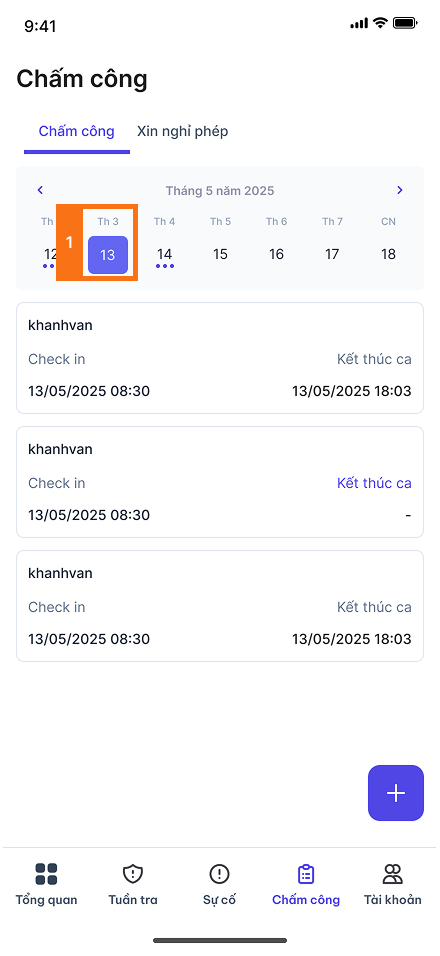 9:41
Chấm công
Chấm công Xin nghỉ phép
Tháng 5 năm 2025
Th Th 3 Th 4 Th 5 Th 6 Th 7 CN
1
12 13 14 15 16 17 18
khanhvan
Check in Kết thúc ca
13/05/2025 08:30 13/05/2025 18:03
khanhvan
Check in Kết thúc ca
13/05/2025 08:30 -
khanhvan
Check in Kết thúc ca
13/05/2025 08:30 13/05/2025 18:03
Tổng quan Tuần tra Sự cố Chấm công Tài khoản